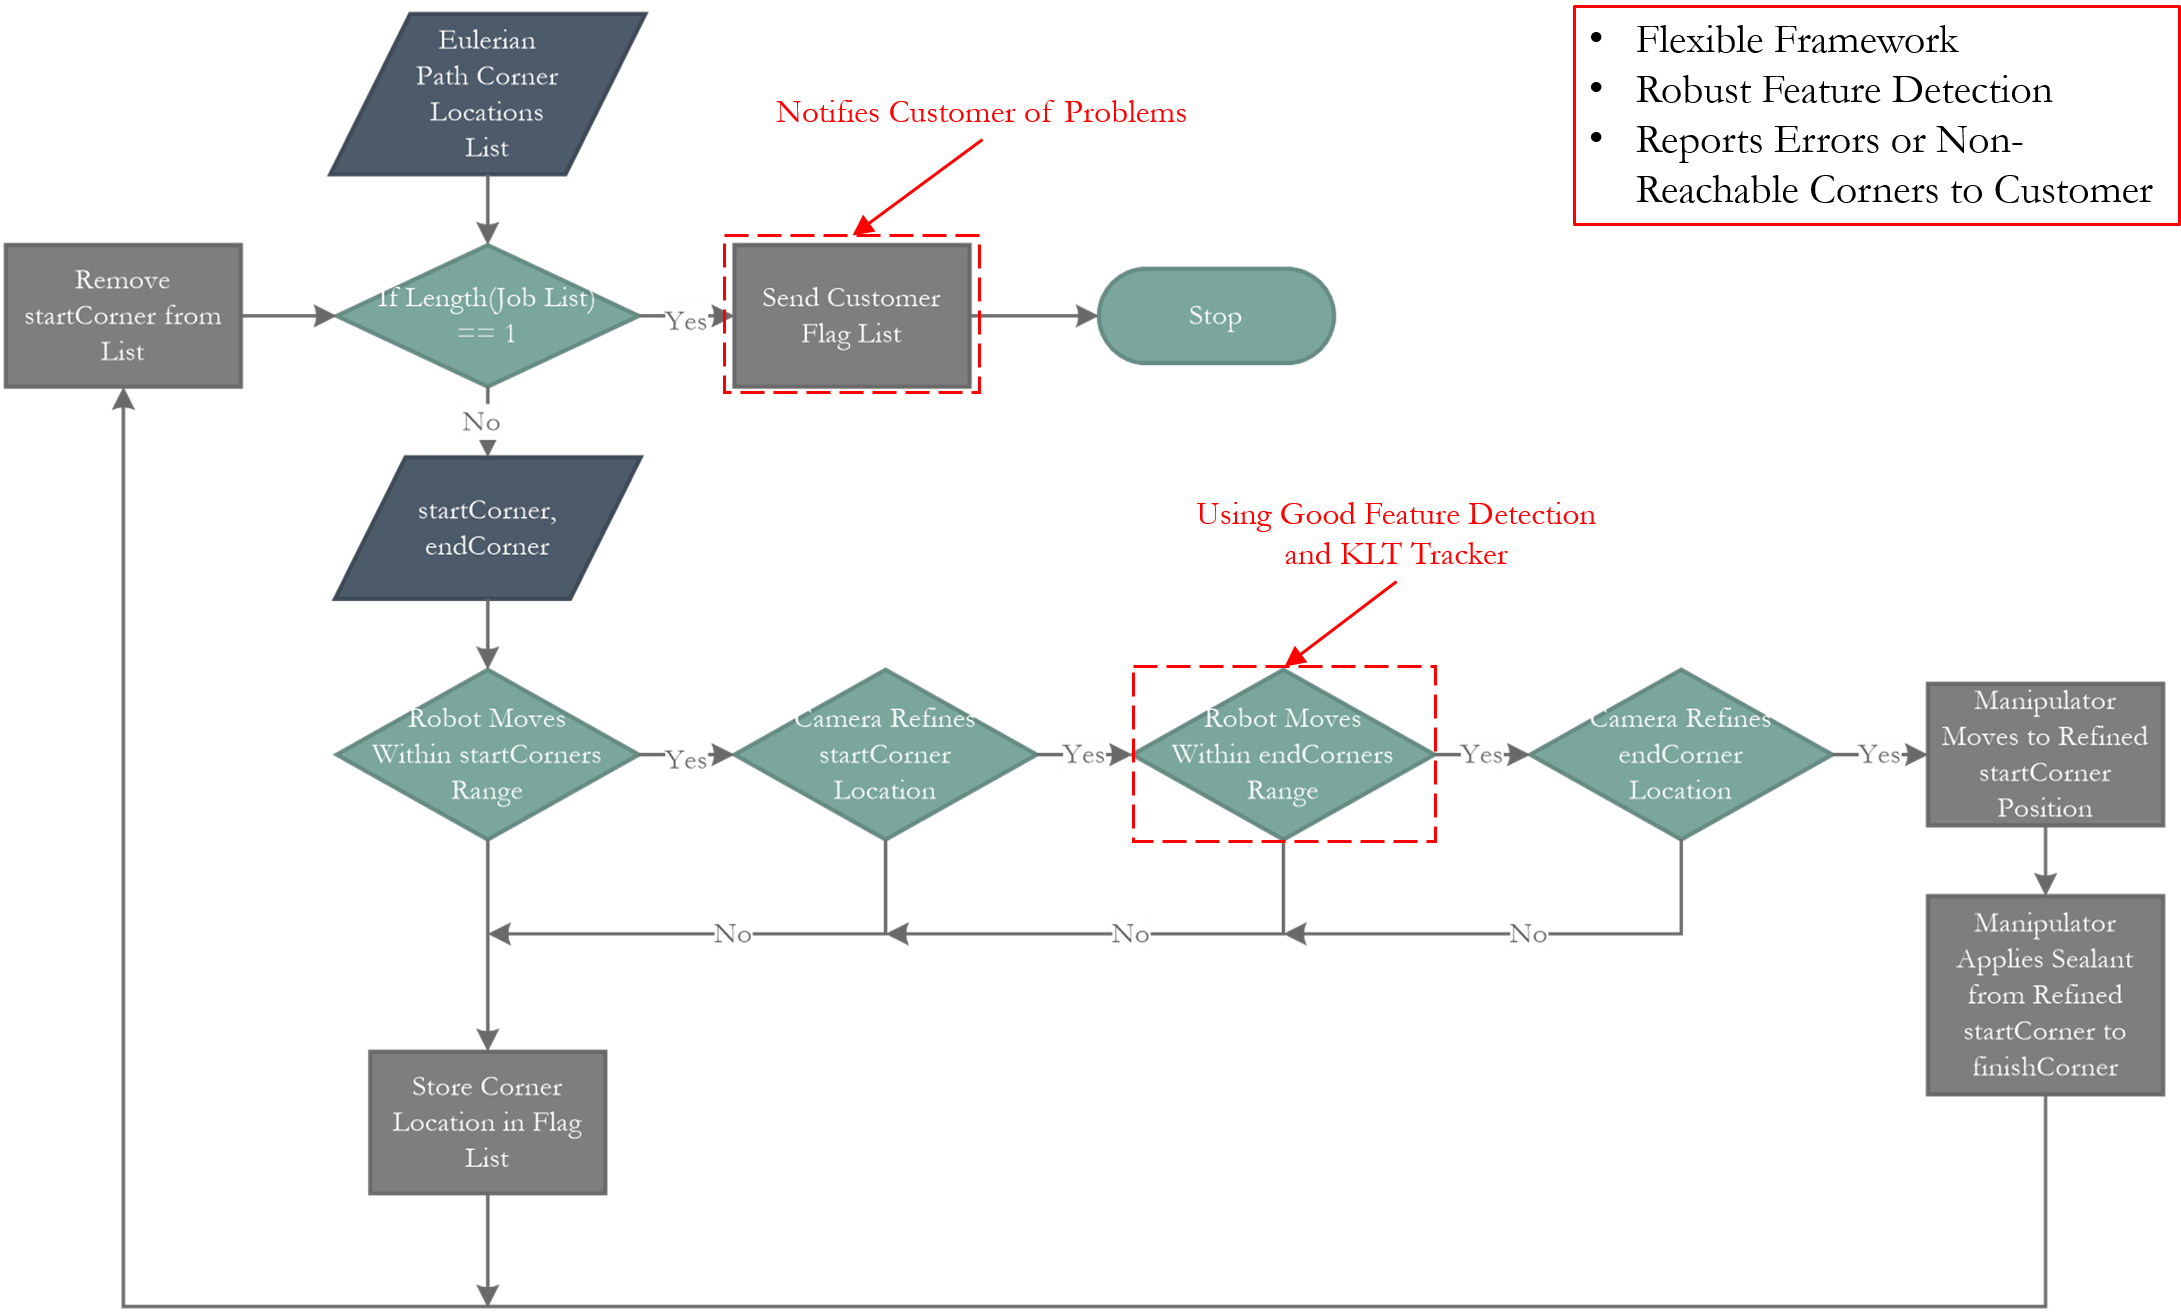 Eulerian
Path Corner
Locations
List
Notifies Customer of Problems
• Flexible Framework
• Robust Feature Detection
• Reports Errors or Non-
Reachable Corners to Customer
Remove
startCorner from
List
If Length(Job List)
== 1
Yes
Send Customer
Flag List
Stop
No
startCorner,
endCorner
Using Good Feature Detection
and KLT Tracker
Robot Moves
Within startCorners
Range
Yes
Camera Refines
startCorner
Location
Yes
Robot Moves
Within endCorners
Range
Yes
Camera Refines
endCorner
Location
Yes
Manipulator
Moves to Refined
startCorner
Position
No
No
No
Manipulator
Applies Sealant
from Refined
startCorner to
finishCorner
Store Corner
Location in Flag
List